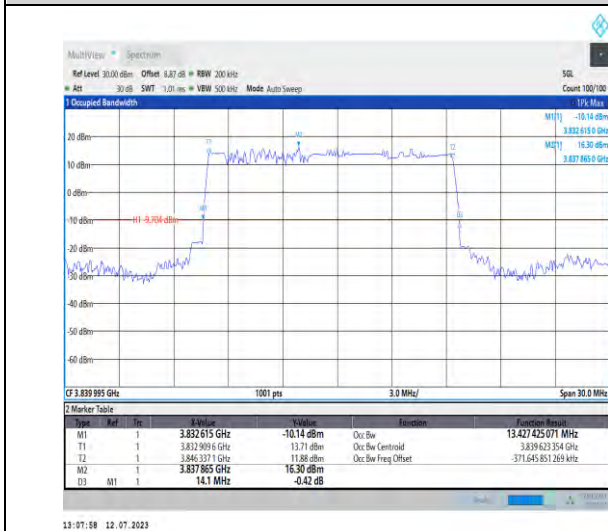 MultiView Spectrum
Ref Level 30.00 dBm Offset 8.87 dB RBW 200 kHz SGL
Att 30 dB SWT 1.01 ms VBW 500 kHz Mode Auto Sweep Count 100/100
1 Occupied Bandwidth 1Pk Max
M1[1] -10.14 dBm
3.832 615 0 GHz
M2[1] 16.30 dBm
3.837 865 0 GHz
20 dBm
T1 M2 T2
10 dBm
0 dBm
M1 D3
-10 dBm H1 -9.704 dBm
-20 dBm
-30 dBm
-40 dBm
-50 dBm
-60 dBm
CF 3.839 995 GHz 1001 pts 3.0 MHz/ Span 30.0 MHz
2 Marker Table
Type Ref Trc X-Value Y-Value Function Function Result
M1 1 3.832 615 GHz -10.14 dBm Occ Bw 13.427 425 071 MHz
T1 1 3.832 909 6 GHz 13.71 dBm Occ Bw Centroid 3.839 623 354 GHz
T2 1 3.846 337 1 GHz 11.88 dBm Occ Bw Freq Offset -371.645 851 269 kHz
M2 1 3.837 865 GHz 16.30 dBm
D3 M1 1 14.1 MHz -0.42 dB
13:07:58 12.07.2023